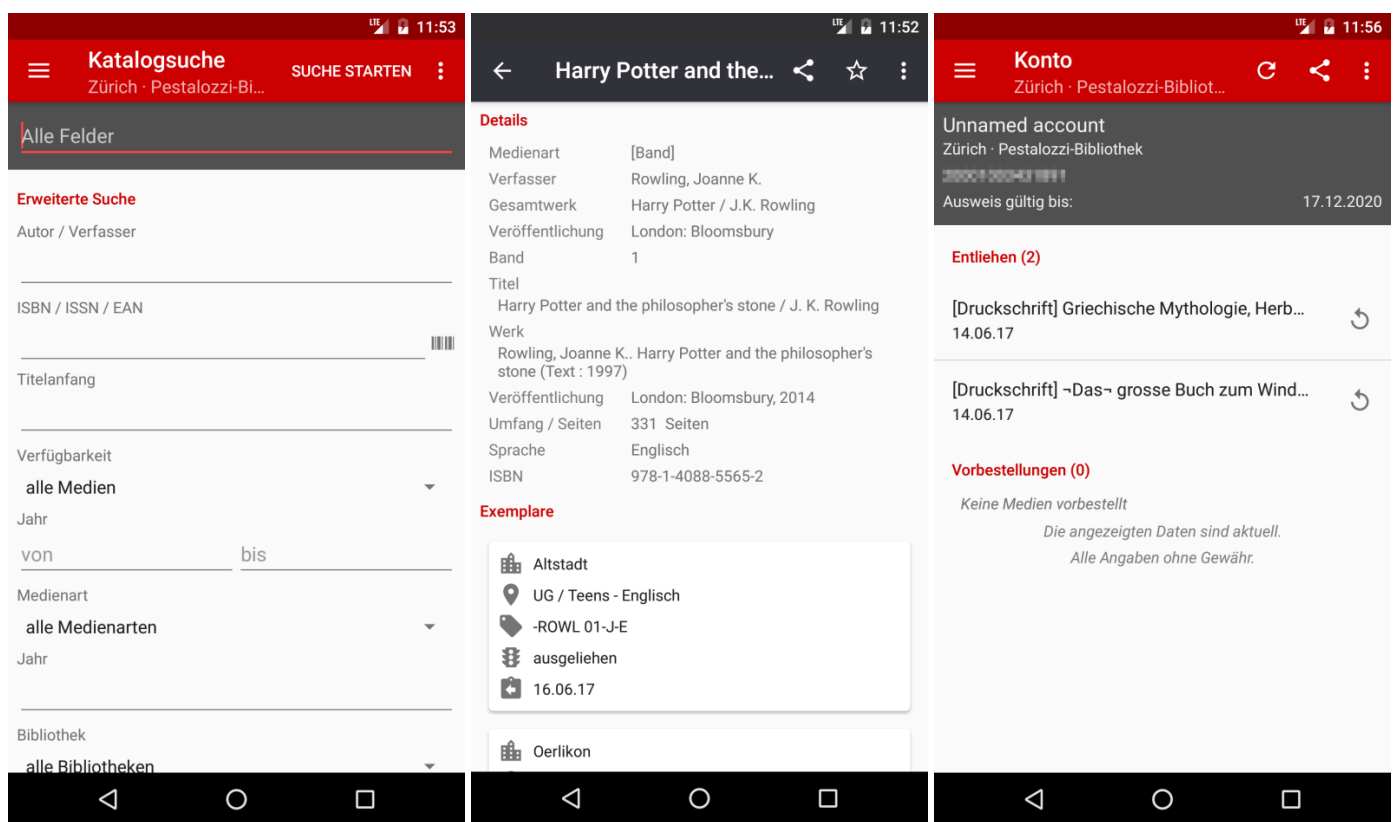 LTE 11:53
Katalogsuche
SUCHE STARTEN
Zürich · Pestalozzi-Bi...
Alle Felder
Erweiterte Suche
Autor / Verfasser
ISBN / ISSN / EAN
Titelanfang
Verfügbarkeit
alle Medien
Jahr
von bis
Medienart
alle Medienarten
Jahr
Bibliothek
alle Bibliotheken
LTE 11:52
Harry Potter and the...
Details
Medienart [Band]
Verfasser Rowling, Joanne K.
Gesamtwerk Harry Potter / J.K. Rowling
Veröffentlichung London: Bloomsbury
Band 1
Titel
Harry Potter and the philosopher's stone / J. K. Rowling
Werk
Rowling, Joanne K.. Harry Potter and the philosopher's
stone (Text : 1997)
Veröffentlichung London: Bloomsbury, 2014
Umfang / Seiten 331 Seiten
Sprache Englisch
ISBN 978-1-4088-5565-2
Exemplare
Altstadt
UG / Teens - Englisch
-ROWL 01-J-E
ausgeliehen
16.06.17
Oerlikon
LTE 11:56
Konto
Zürich · Pestalozzi-Bibliot...
Unnamed account
Zürich · Pestalozzi-Bibliothek
Ausweis gültig bis: 17.12.2020
Entliehen (2)
[Druckschrift] Griechische Mythologie, Herb...
14.06.17
[Druckschrift] ¬Das¬ grosse Buch zum Wind...
14.06.17
Vorbestellungen (0)
Keine Medien vorbestellt
Die angezeigten Daten sind aktuell.
Alle Angaben ohne Gewähr.